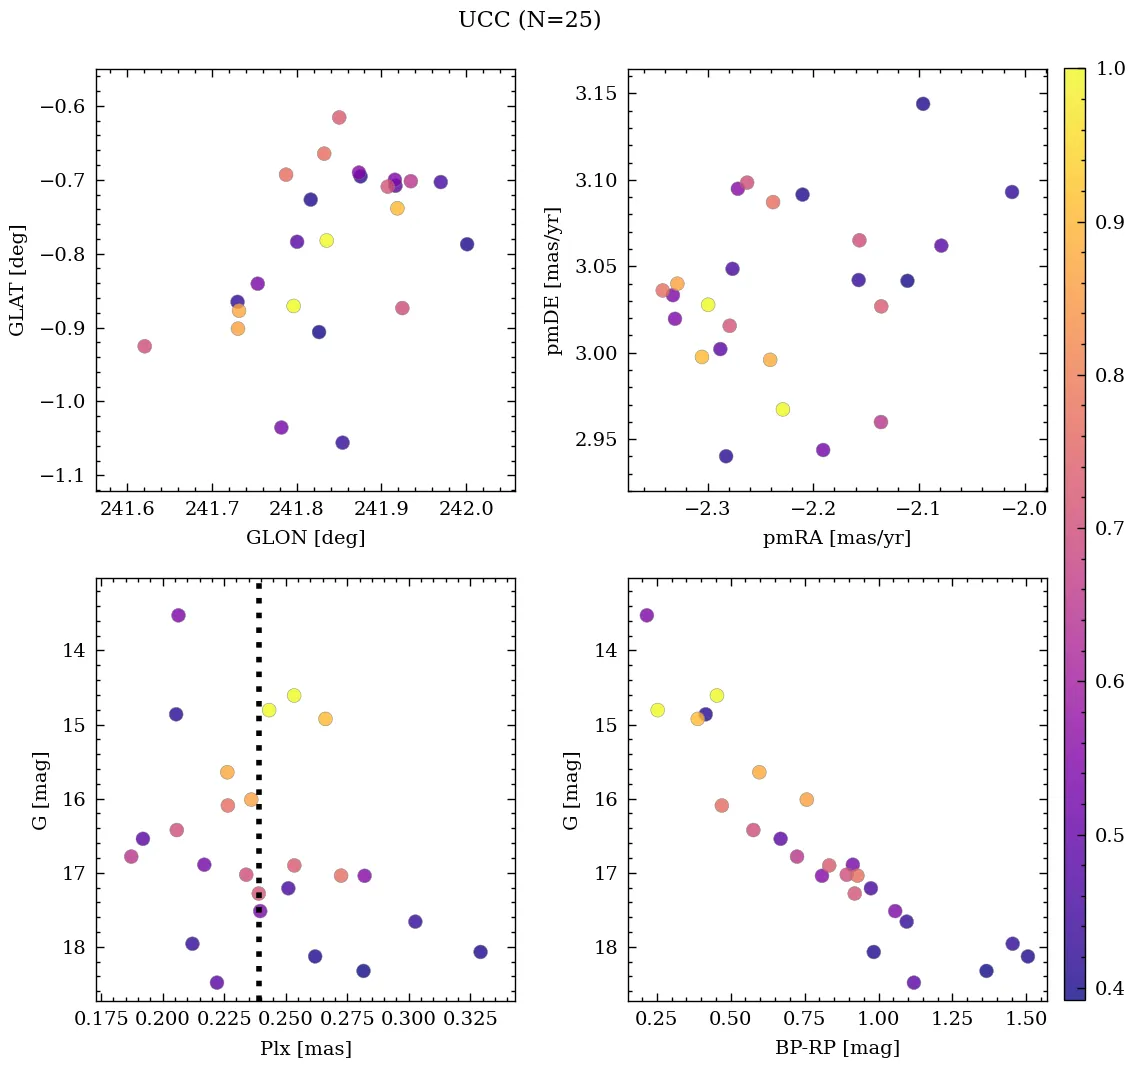 UCC (N=25)
−0.6
−0.7
−0.8
−0.9
−1.0
−1.1
GLAT [deg]
241.6 241.7 241.8 241.9 242.0
GLON [deg]
3.15
3.10
3.05
3.00
2.95
pmDE [mas/yr]
−2.3 −2.2 −2.1 −2.0
pmRA [mas/yr]
14
15
16
17
18
G [mag]
0.175 0.200 0.225 0.250 0.275 0.300 0.325
Plx [mas]
14
15
16
17
18
G [mag]
0.25 0.50 0.75 1.00 1.25 1.50
BP-RP [mag]
1.0
0.9
0.8
0.7
0.6
0.5
0.4